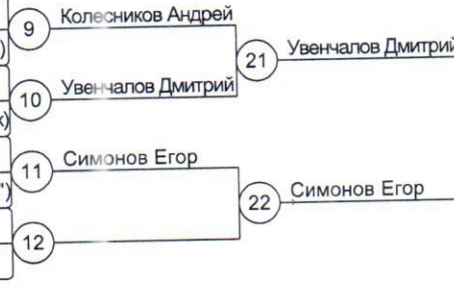 Колесников Андрей
9
)
21
Увенчалов Дмитрий
Увенчалов Дмитрий
10
Симонов Егор
11
")
22
Симонов Егор
12